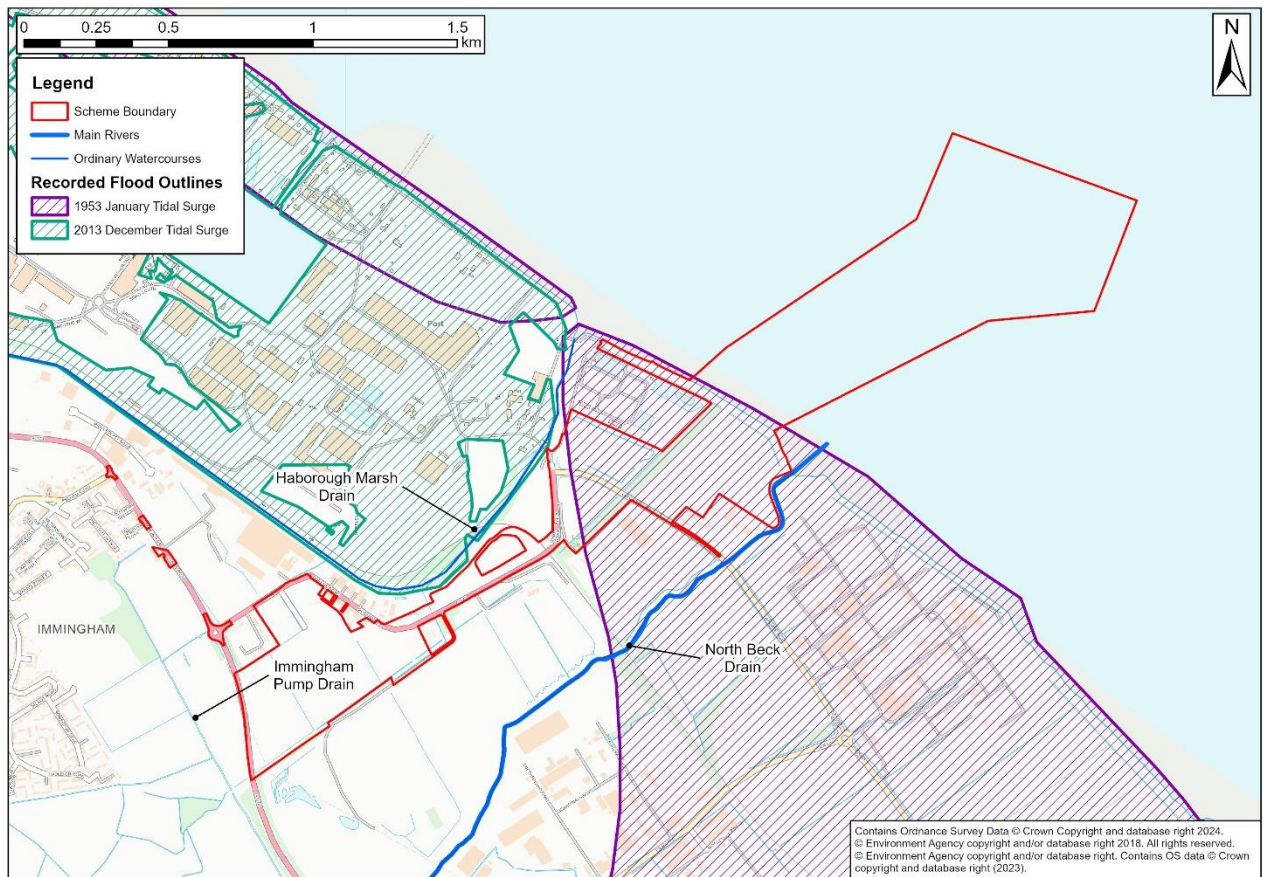 0 0.25 0.5 1 1.5
km
N
Legend
Scheme Boundary
Main Rivers
Ordinary Watercourses
Recorded Flood Outlines
1953 January Tidal Surge
2013 December Tidal Surge
Port
Haborough Marsh
Drain
IMMINGHAM
Immingham
Pump Drain
North Beck
Drain
Contains Ordnance Survey Data © Crown Copyright and database right 2024.
© Environment Agency copyright and/or database right 2018. All rights reserved.
© Environment Agency copyright and/or database right. Contains OS data © Crown
copyright and database right (2023).